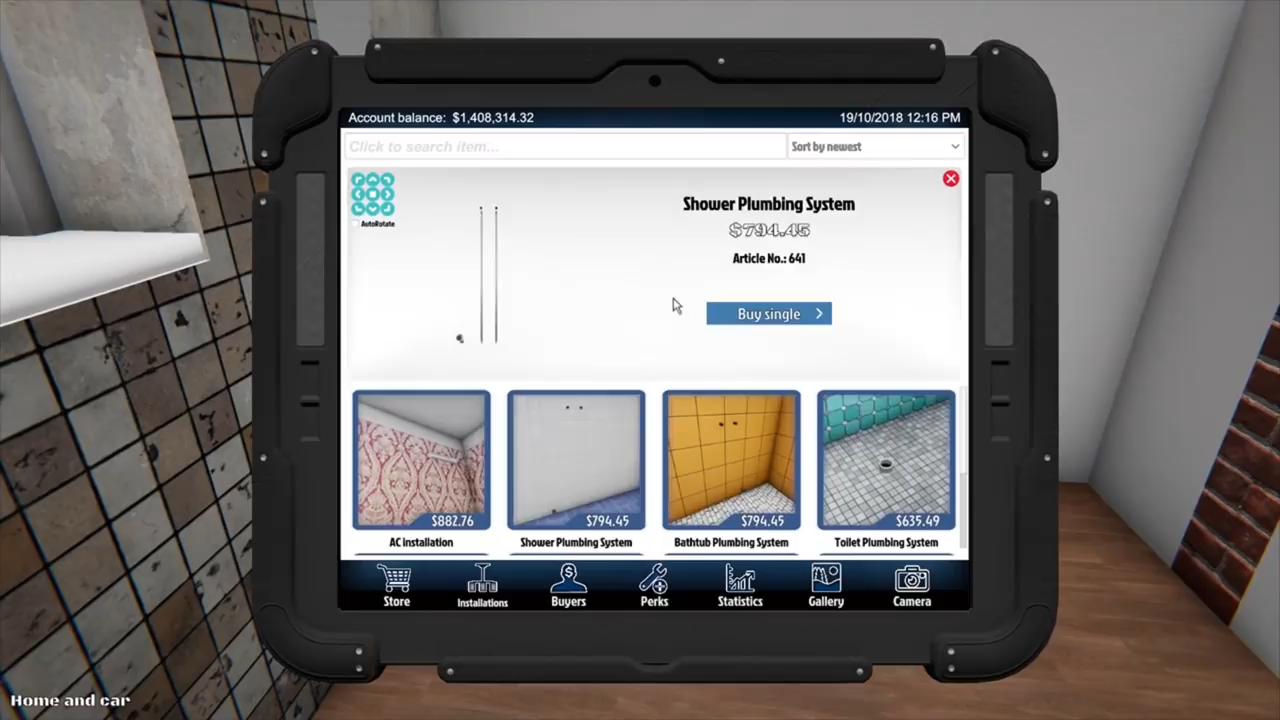 Account balance: $1,408,314.32
19/10/2018 12:16 PM
Click to search item...
Sort by newest
AutoRotate
Shower Plumbing System
$794.45
Article No.: 641
Buy single
$882.76
$794.45
$794.45
$635.49
AC installation
Shower Plumbing System
Bathtub Plumbing System
Toilet Plumbing System
Store
Installations
Buyers
Perks
Statistics
Gallery
Camera
Home and car